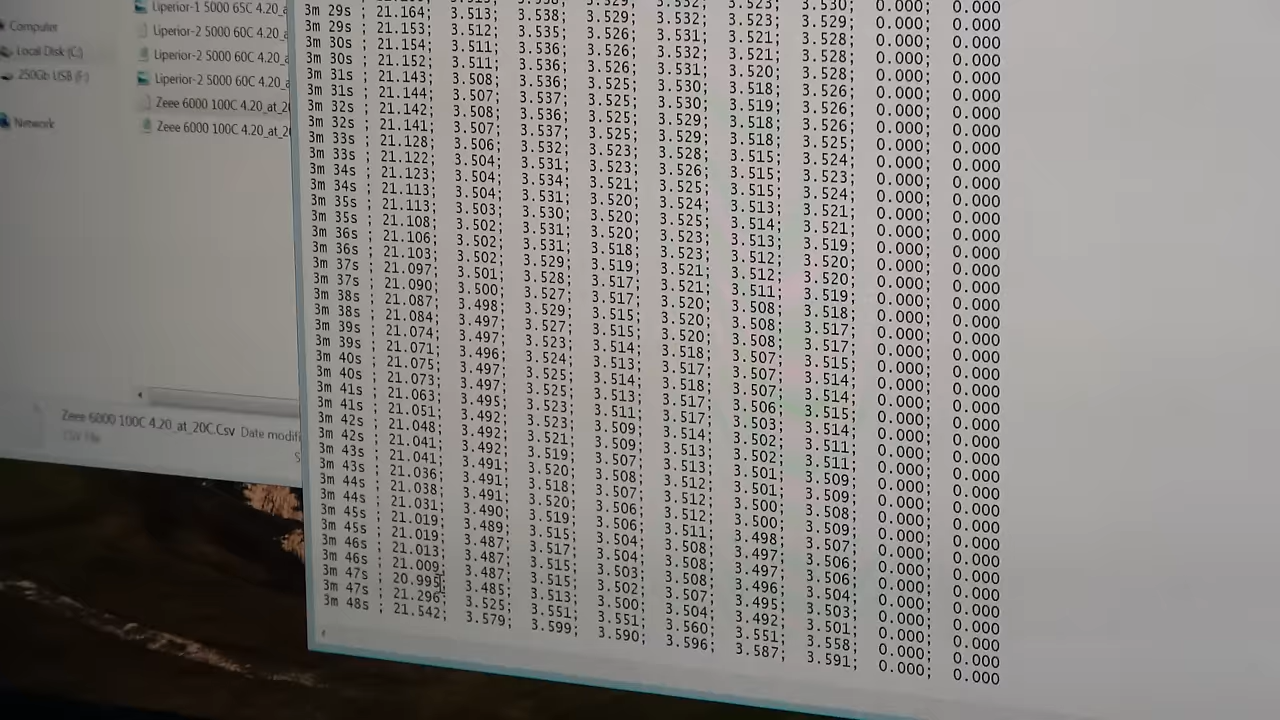 Computer
Local Disk (C:)
250Gb USB (F:)
Network
Liperior-1 5000 65C 4.20_a
Liperior-2 5000 60C 4.20_a
Liperior-2 5000 60C 4.20_a
Liperior-2 5000 60C 4.20_a
Zeee 6000 100C 4.20_at_2
Zeee 6000 100C 4.20_at_20
Zeee 6000 100C 4.20_at_20C.Csv Date modifi
CSV File
3m 29s ; 21.164; 3.513; 3.538; 3.529; 3.532; 3.523; 3.529; 0.000; 0.000
3m 29s ; 21.153; 3.512; 3.535; 3.526; 3.531; 3.521; 3.528; 0.000; 0.000
3m 30s ; 21.154; 3.511; 3.536; 3.526; 3.532; 3.521; 3.528; 0.000; 0.000
3m 30s ; 21.152; 3.511; 3.536; 3.526; 3.531; 3.520; 3.528; 0.000; 0.000
3m 31s ; 21.143; 3.508; 3.536; 3.525; 3.530; 3.518; 3.526; 0.000; 0.000
3m 31s ; 21.144; 3.507; 3.537; 3.525; 3.530; 3.519; 3.526; 0.000; 0.000
3m 32s ; 21.142; 3.508; 3.536; 3.525; 3.529; 3.518; 3.526; 0.000; 0.000
3m 32s ; 21.141; 3.507; 3.537; 3.525; 3.529; 3.518; 3.525; 0.000; 0.000
3m 33s ; 21.128; 3.506; 3.532; 3.523; 3.528; 3.515; 3.524; 0.000; 0.000
3m 33s ; 21.122; 3.504; 3.531; 3.523; 3.526; 3.515; 3.523; 0.000; 0.000
3m 34s ; 21.123; 3.504; 3.534; 3.521; 3.525; 3.515; 3.524; 0.000; 0.000
3m 34s ; 21.113; 3.504; 3.531; 3.520; 3.524; 3.513; 3.521; 0.000; 0.000
3m 35s ; 21.113; 3.503; 3.530; 3.520; 3.525; 3.514; 3.521; 0.000; 0.000
3m 35s ; 21.108; 3.502; 3.531; 3.520; 3.523; 3.513; 3.519; 0.000; 0.000
3m 36s ; 21.106; 3.502; 3.531; 3.518; 3.523; 3.512; 3.520; 0.000; 0.000
3m 36s ; 21.103; 3.502; 3.529; 3.519; 3.521; 3.512; 3.520; 0.000; 0.000
3m 37s ; 21.097; 3.501; 3.528; 3.517; 3.521; 3.511; 3.519; 0.000; 0.000
3m 37s ; 21.090; 3.500; 3.527; 3.517; 3.520; 3.508; 3.518; 0.000; 0.000
3m 38s ; 21.087; 3.498; 3.529; 3.515; 3.520; 3.508; 3.517; 0.000; 0.000
3m 38s ; 21.084; 3.497; 3.527; 3.515; 3.520; 3.508; 3.517; 0.000; 0.000
3m 39s ; 21.074; 3.497; 3.523; 3.514; 3.518; 3.507; 3.515; 0.000; 0.000
3m 39s ; 21.071; 3.496; 3.524; 3.513; 3.517; 3.507; 3.514; 0.000; 0.000
3m 40s ; 21.075; 3.497; 3.525; 3.514; 3.518; 3.507; 3.514; 0.000; 0.000
3m 40s ; 21.073; 3.497; 3.525; 3.513; 3.517; 3.506; 3.515; 0.000; 0.000
3m 41s ; 21.063; 3.495; 3.523; 3.511; 3.517; 3.503; 3.514; 0.000; 0.000
3m 41s ; 21.051; 3.492; 3.523; 3.509; 3.514; 3.502; 3.511; 0.000; 0.000
3m 42s ; 21.048; 3.492; 3.521; 3.509; 3.513; 3.502; 3.511; 0.000; 0.000
3m 42s ; 21.041; 3.492; 3.519; 3.507; 3.513; 3.501; 3.509; 0.000; 0.000
3m 43s ; 21.041; 3.491; 3.520; 3.508; 3.512; 3.501; 3.509; 0.000; 0.000
3m 43s ; 21.036; 3.491; 3.518; 3.507; 3.512; 3.500; 3.508; 0.000; 0.000
3m 44s ; 21.038; 3.491; 3.520; 3.506; 3.512; 3.500; 3.509; 0.000; 0.000
3m 44s ; 21.031; 3.490; 3.519; 3.506; 3.511; 3.498; 3.507; 0.000; 0.000
3m 45s ; 21.019; 3.489; 3.515; 3.504; 3.508; 3.497; 3.506; 0.000; 0.000
3m 45s ; 21.019; 3.487; 3.517; 3.504; 3.508; 3.497; 3.506; 0.000; 0.000
3m 46s ; 21.013; 3.487; 3.515; 3.503; 3.508; 3.496; 3.504; 0.000; 0.000
3m 46s ; 21.009; 3.487; 3.515; 3.502; 3.507; 3.495; 3.503; 0.000; 0.000
3m 47s ; 20.995; 3.485; 3.513; 3.500; 3.504; 3.492; 3.501; 0.000; 0.000
3m 47s ; 21.296; 3.525; 3.551; 3.551; 3.560; 3.551; 3.558; 0.000; 0.000
3m 48s ; 21.542; 3.579; 3.599; 3.590; 3.596; 3.587; 3.591; 0.000; 0.000